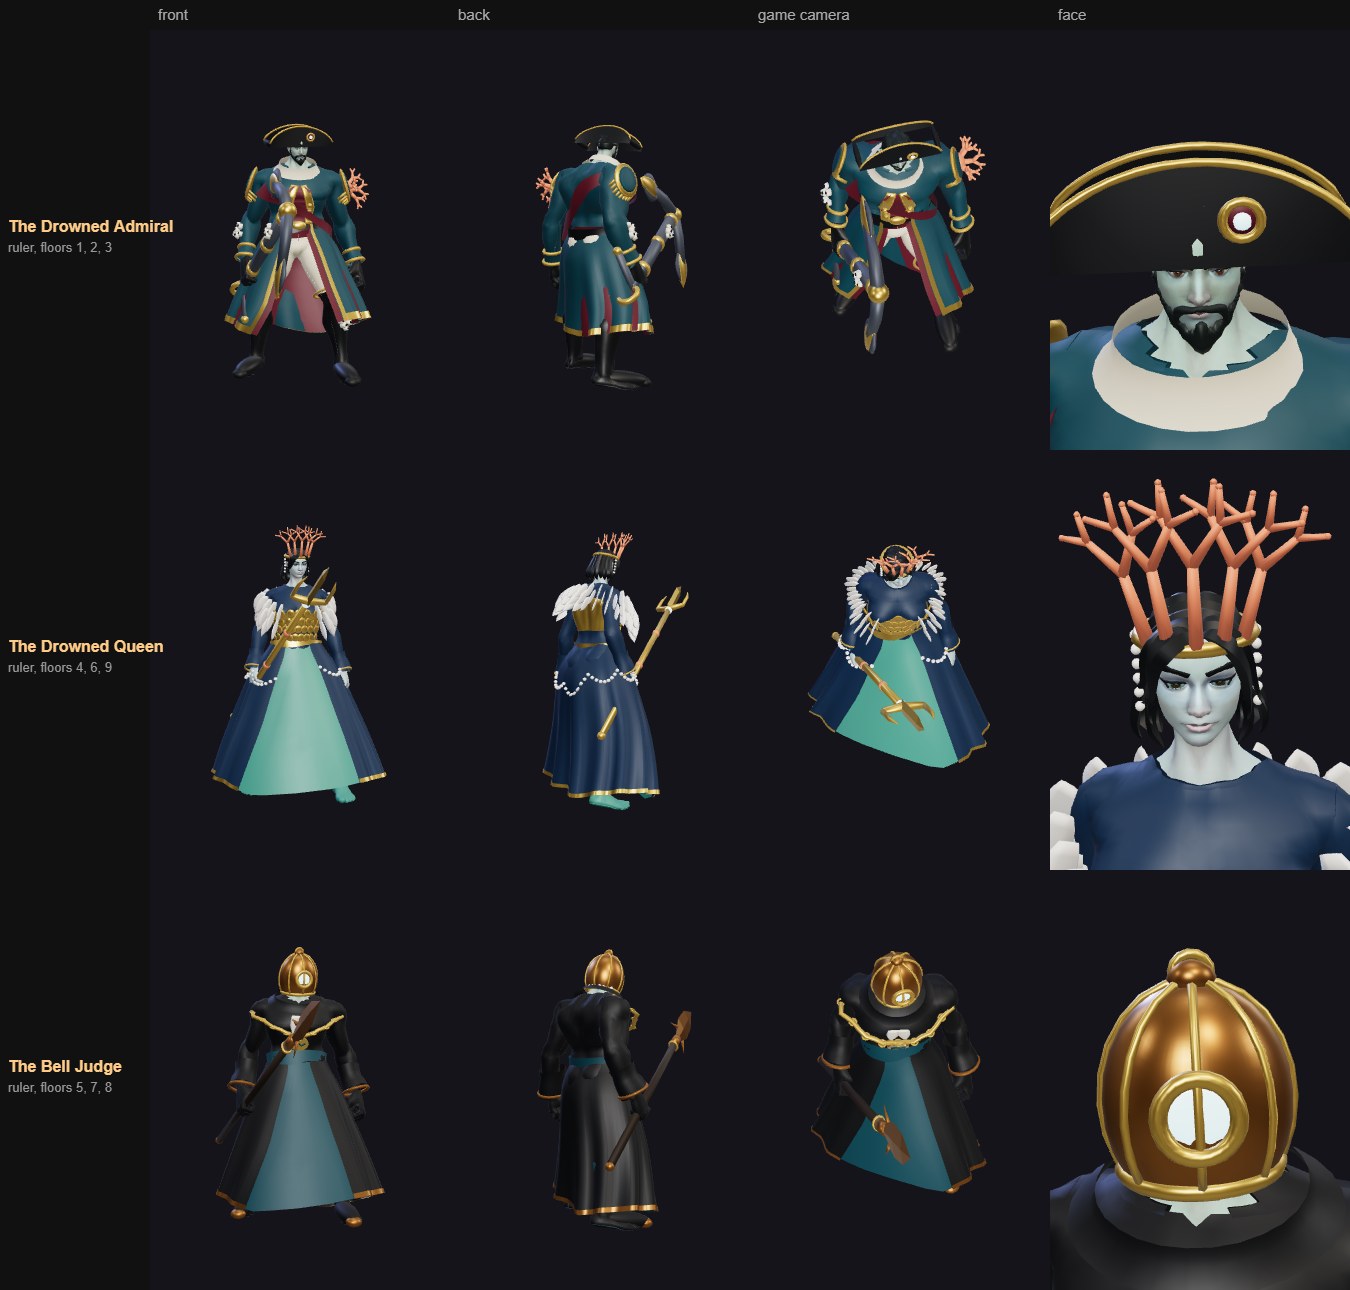 front back game camera face
The Drowned Admiral
ruler, floors 1, 2, 3
The Drowned Queen
ruler, floors 4, 6, 9
The Bell Judge
ruler, floors 5, 7, 8